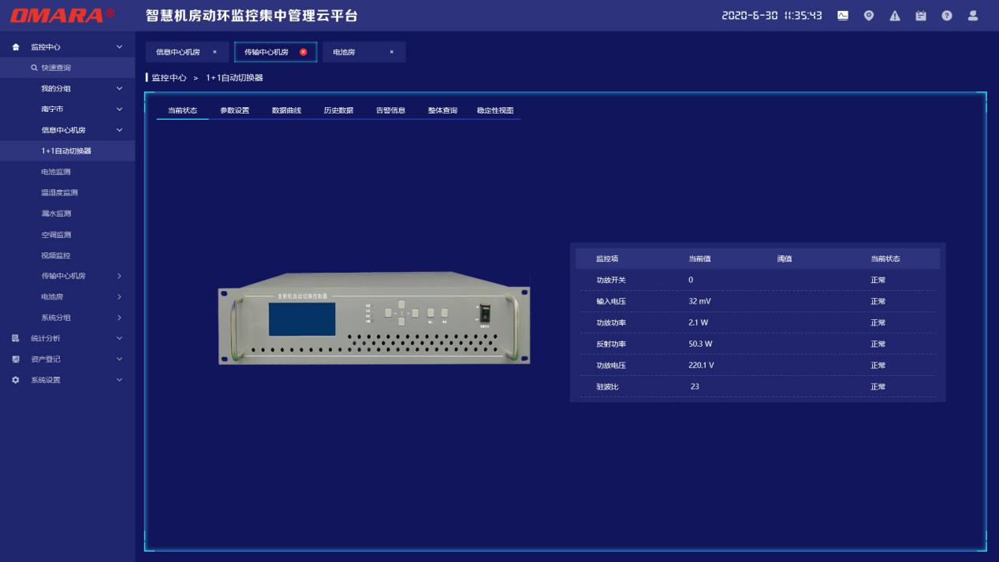 OMARA®
智慧机房动环监控集中管理云平台
2020-6-30 11:35:43
监控中心
快速查询
我的分组
南宁市
信息中心机房
1+1自动切换器
电池监测
温湿度监测
漏水监测
空调监测
视频监控
传输中心机房
电池房
系统分组
统计分析
资产登记
系统设置
信息中心机房 × 传输中心机房 × 电池房 ×
监控中心 > 1+1自动切换器
当前状态 参数设置 数据曲线 历史数据 告警信息 整体查询 稳定性视图
发射机自动切换控制器
监控项 当前值 阈值 当前状态
功放开关 0 正常
输入电压 32 mV 正常
功放功率 2.1 W 正常
反射功率 50.3 W 正常
功放电压 220.1 V 正常
驻波比 23 正常